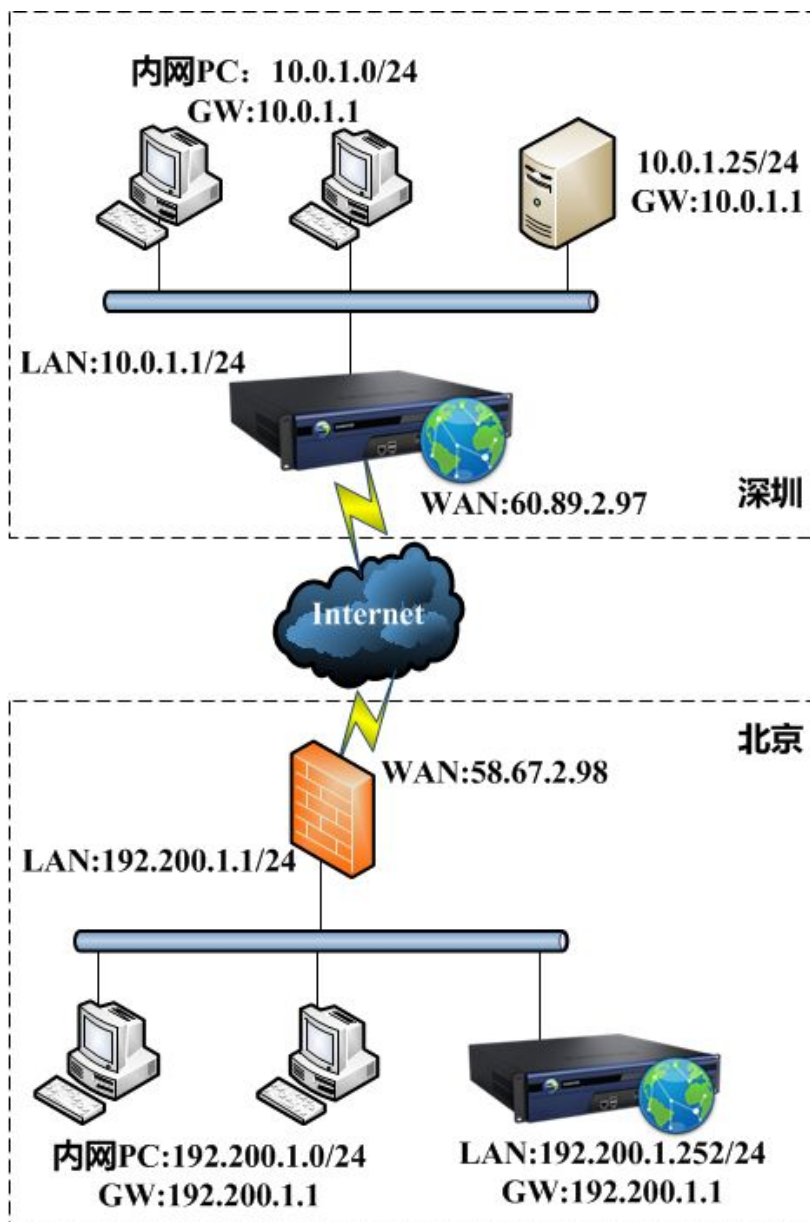 内网PC：10.0.1.0/24
GW:10.0.1.1
10.0.1.25/24
GW:10.0.1.1
LAN:10.0.1.1/24
WAN:60.89.2.97
深圳
Internet
北京
WAN:58.67.2.98
LAN:192.200.1.1/24
内网PC:192.200.1.0/24
GW:192.200.1.1
LAN:192.200.1.252/24
GW:192.200.1.1